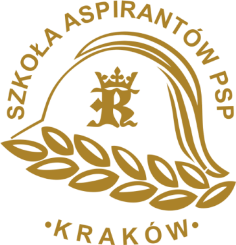 SZKOŁA ASPIRANTÓW PSP
R
•KRAKÓW•